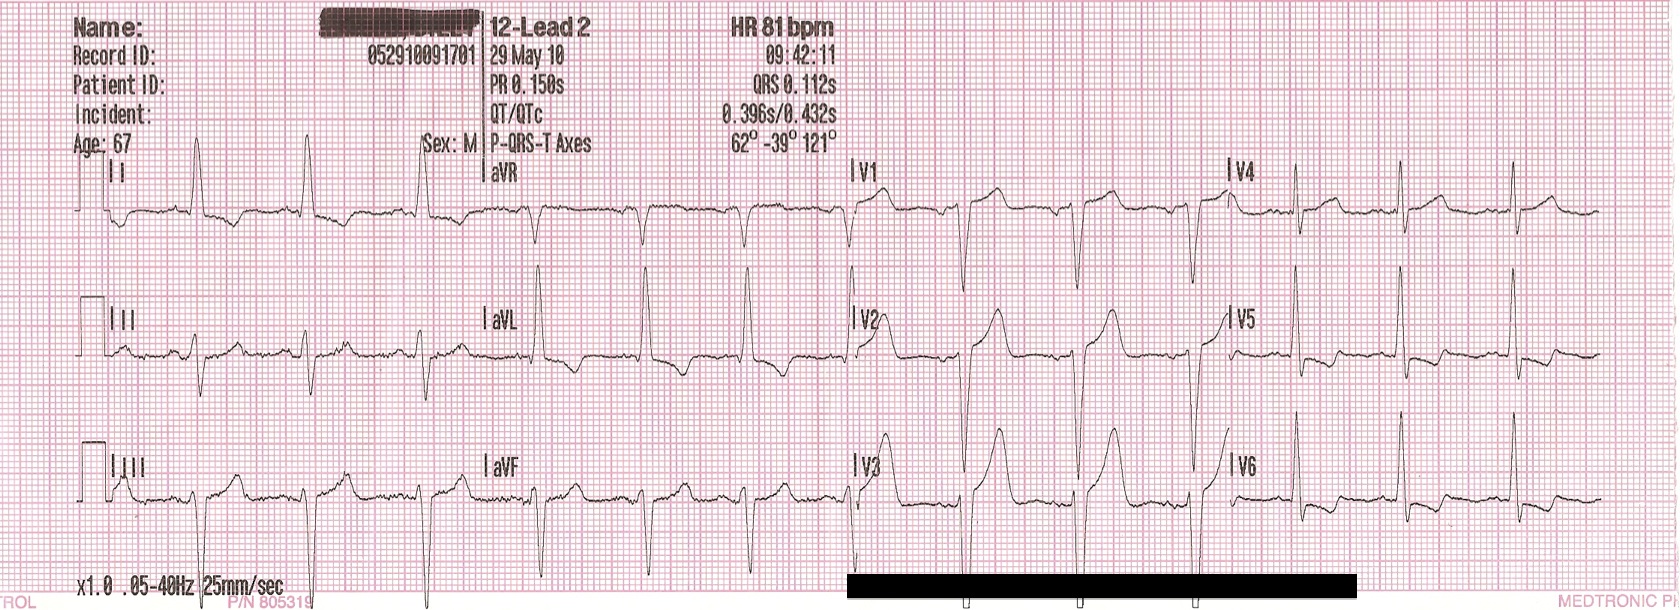 Name: 12-Lead 2 HR 81 bpm
Record ID: 052910091701 29 May 10 09:42:11
Patient ID: PR 0.150s QRS 0.112s
Incident: QT/QTc 0.396s/0.432s
Age: 67 Sex: M P-QRS-T Axes 62° -39° 121°
I aVR V1 V4
II aVL V2 V5
III aVF V3 V6
x1.0 .05-40Hz 25mm/sec
TROL P/N 805319 MEDTRONIC P